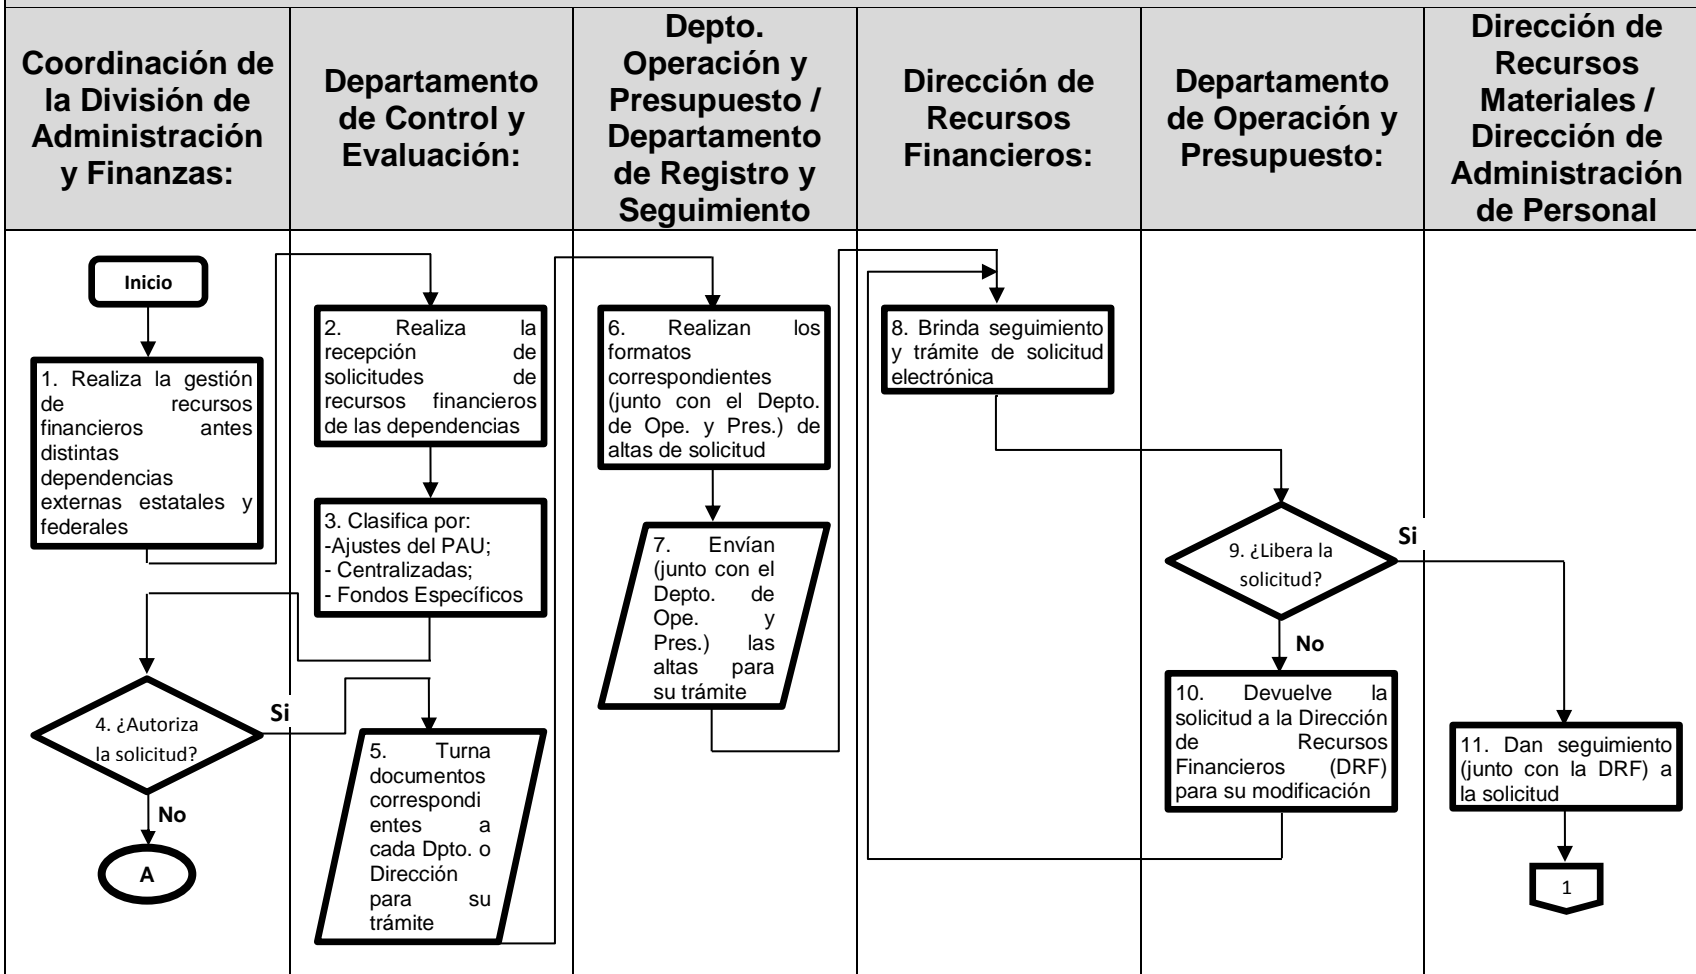 Coordinación de
la División de
Administración
y Finanzas:
Departamento
de Control y
Evaluación:
Depto.
Operación y
Presupuesto /
Departamento
de Registro y
Seguimiento
Dirección de
Recursos
Financieros:
Departamento
de Operación y
Presupuesto:
Dirección de
Recursos
Materiales /
Dirección de
Administración
de Personal
Inicio
1. Realiza la gestión
de recursos
financieros antes
distintas
dependencias
externas estatales y
federales
2. Realiza la
recepción de
solicitudes de
recursos financieros
de las dependencias
3. Clasifica por:
-Ajustes del PAU;
- Centralizadas;
- Fondos Específicos
4. ¿Autoriza
la solicitud?
Si
No
A
5. Turna
documentos
correspondi
entes a
cada Dpto. o
Dirección
para su
trámite
6. Realizan los
formatos
correspondientes
(junto con el Depto.
de Ope. y Pres.) de
altas de solicitud
7. Envían
(junto con el
Depto. de
Ope. y
Pres.) las
altas para
su trámite
8. Brinda seguimiento
y trámite de solicitud
electrónica
9. ¿Libera la
solicitud?
Si
No
10. Devuelve la
solicitud a la Dirección
de Recursos
Financieros (DRF)
para su modificación
11. Dan seguimiento
(junto con la DRF) a
la solicitud
1